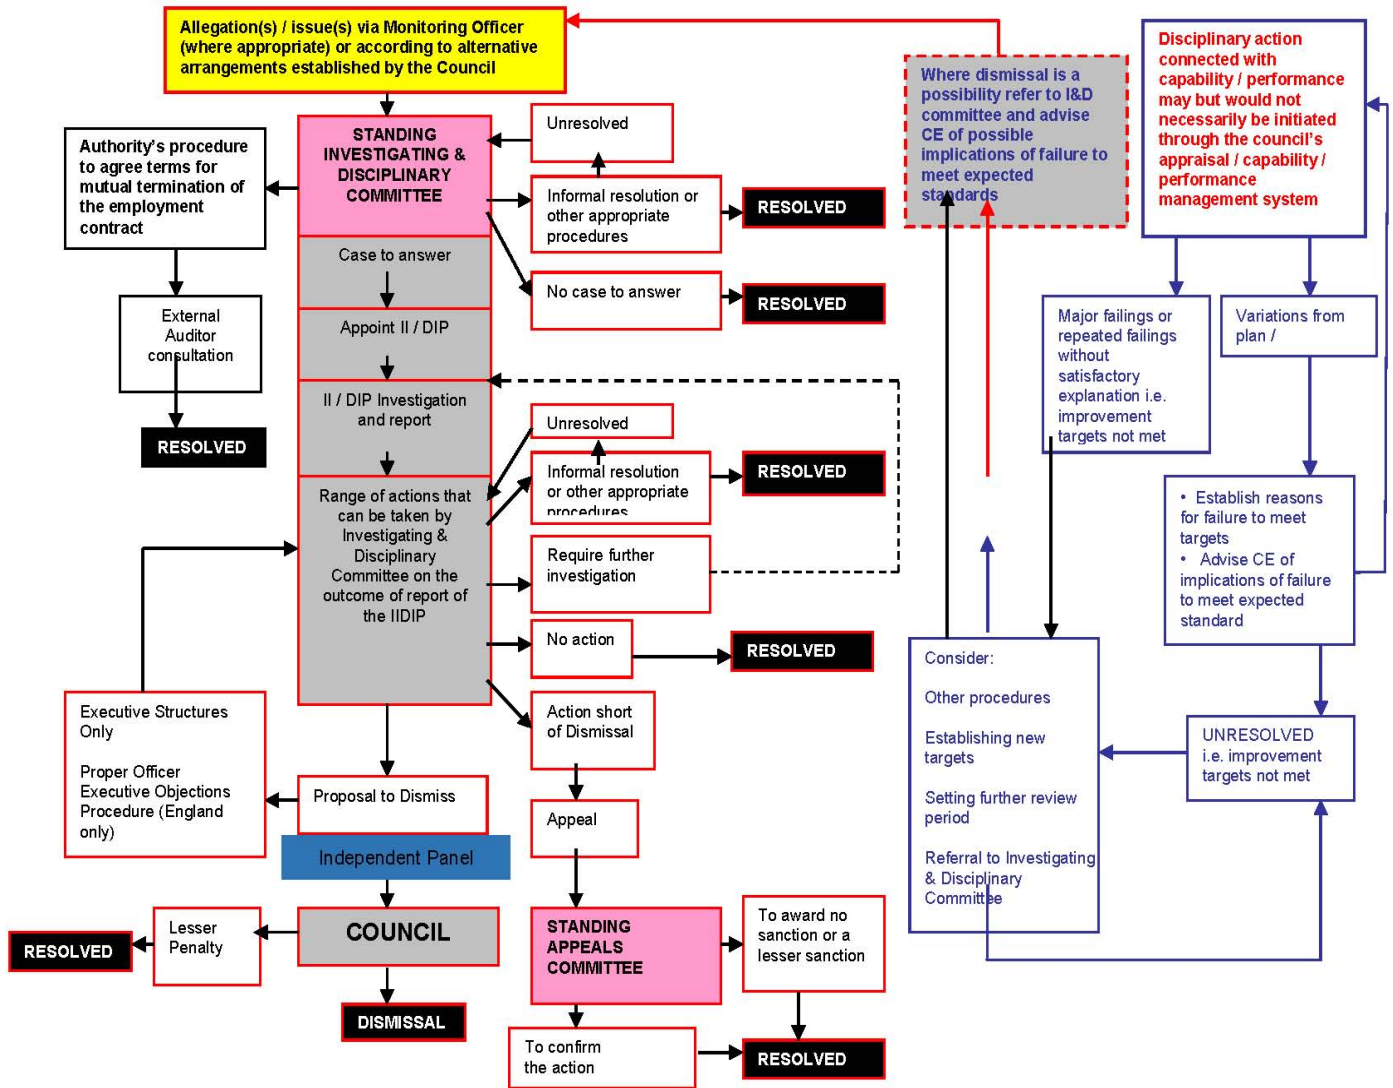 Allegation(s) / issue(s) via Monitoring Officer
(where appropriate) or according to alternative
arrangements established by the Council
Authority's procedure
to agree terms for
mutual termination of
the employment
contract
External
Auditor
consultation
RESOLVED
STANDING
INVESTIGATING &
DISCIPLINARY
COMMITTEE
Case to answer
Appoint II / DIP
II / DIP Investigation
and report
Range of actions that
can be taken by
Investigating &
Disciplinary
Committee on the
outcome of report of
the IIDIP
Unresolved
Informal resolution or
other appropriate
procedures
RESOLVED
No case to answer
RESOLVED
Unresolved
Informal resolution
or other appropriate
procedures
RESOLVED
Require further
investigation
No action
RESOLVED
Action short
of Dismissal
Appeal
STANDING
APPEALS
COMMITTEE
To award no
sanction or a
lesser sanction
To confirm
the action
RESOLVED
Executive Structures
Only
Proper Officer
Executive Objections
Procedure (England
only)
Proposal to Dismiss
Independent Panel
COUNCIL
Lesser
Penalty
RESOLVED
DISMISSAL
Where dismissal is a
possibility refer to I&D
committee and advise
CE of possible
implications of failure to
meet expected
standards
Disciplinary action
connected with
capability / performance
may but would not
necessarily be initiated
through the council's
appraisal / capability /
performance
management system
Major failings or
repeated failings
without
satisfactory
explanation i.e.
improvement
targets not met
Variations from
plan /
• Establish reasons
for failure to meet
targets
• Advise CE of
implications of failure
to meet expected
standard
UNRESOLVED
i.e. improvement
targets not met
Consider:
Other procedures
Establishing new
targets
Setting further review
period
Referral to Investigating
& Disciplinary
Committee